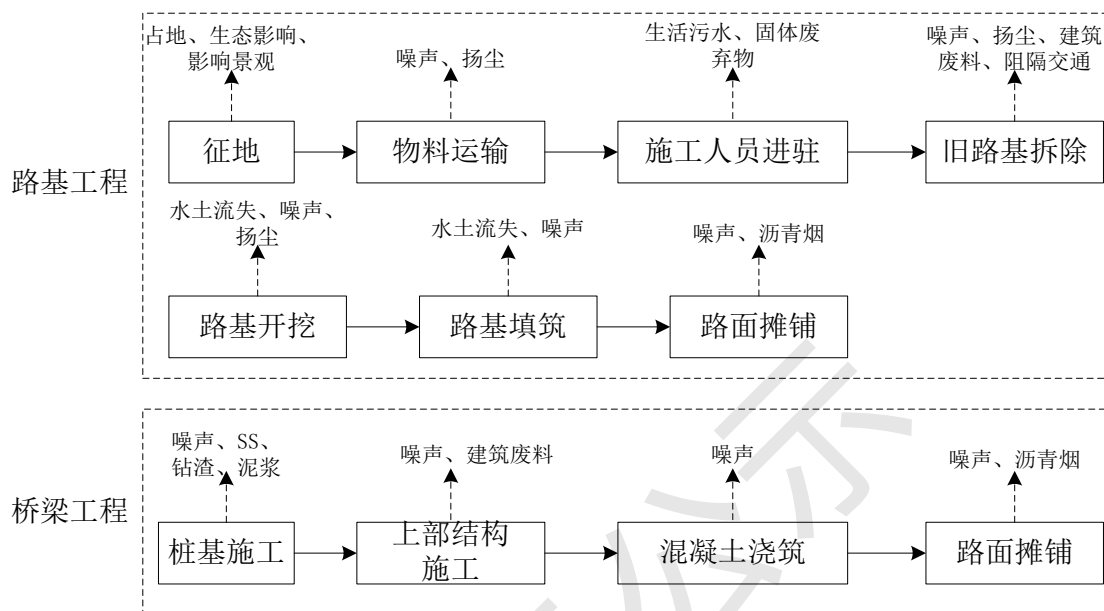 占地、生态影响、
影响景观
噪声、扬尘
生活污水、固体废
弃物
噪声、扬尘、建筑
废料、阻隔交通
征地
物料运输
施工人员进驻
旧路基拆除
路基工程
水土流失、噪声、
扬尘
水土流失、噪声
噪声、沥青烟
路基开挖
路基填筑
路面摊铺
噪声、SS、
钻渣、泥浆
噪声、建筑废料
噪声
噪声、沥青烟
桥梁工程
桩基施工
上部结构
施工
混凝土浇筑
路面摊铺
公示